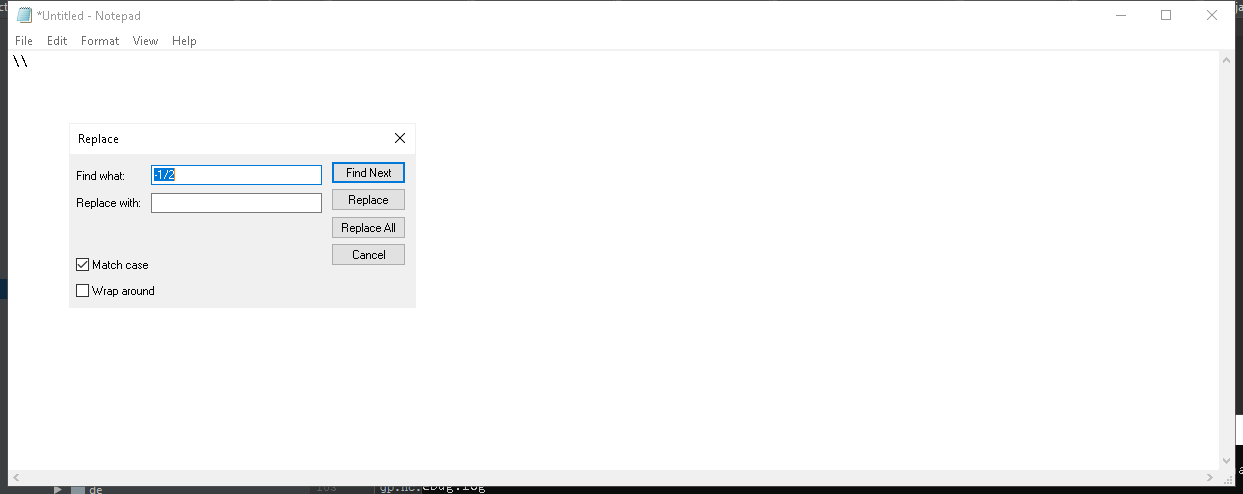 *Untitled - Notepad
File Edit Format View Help
\\
Replace
Find what: -1/2 Find Next
Replace with: Replace
Replace All
Cancel
Match case
Wrap around
de